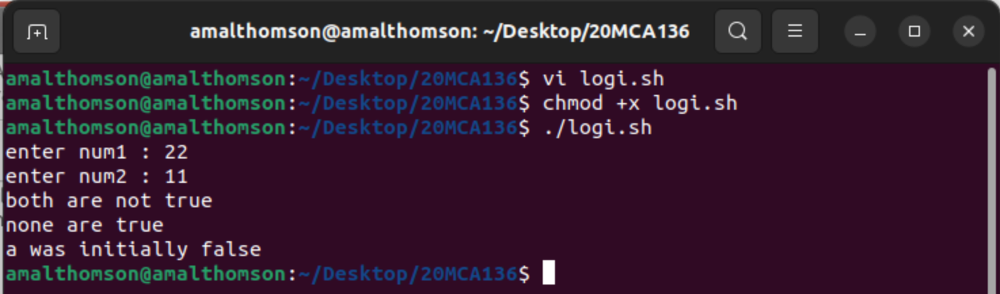 amalthomson@amalthomson: ~/Desktop/20MCA136
amalthomson@amalthomson:~/Desktop/20MCA136$ vi logi.sh
amalthomson@amalthomson:~/Desktop/20MCA136$ chmod +x logi.sh
amalthomson@amalthomson:~/Desktop/20MCA136$ ./logi.sh
enter num1 : 22
enter num2 : 11
both are not true
none are true
a was initially false
amalthomson@amalthomson:~/Desktop/20MCA136$